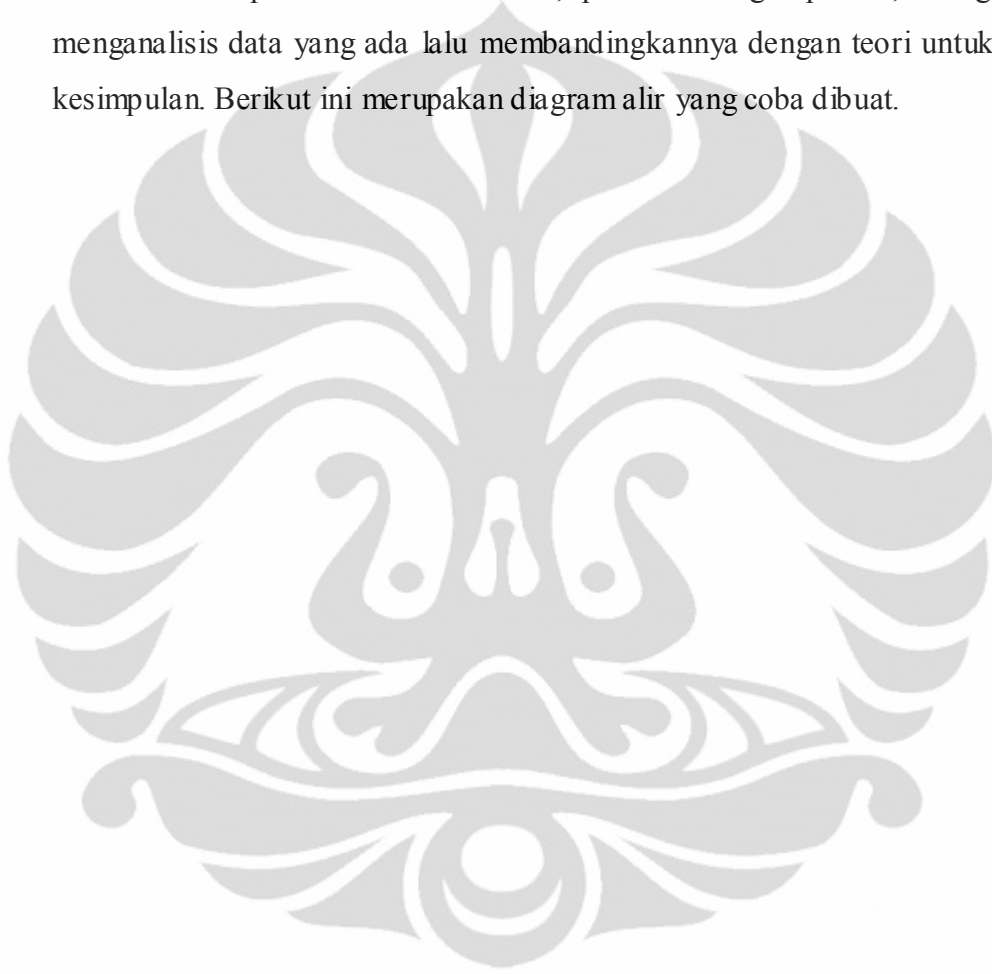 menganalisis data yang ada lalu membandingkannya dengan teori untuk
kesimpulan. Berikut ini merupakan diagram alir yang coba dibuat.